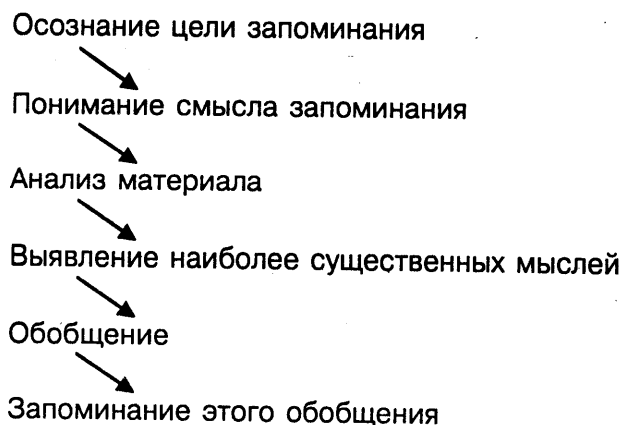 Осознание цели запоминания
Понимание смысла запоминания
Анализ материала
Выявление наиболее существенных мыслей
Обобщение
Запоминание этого обобщения